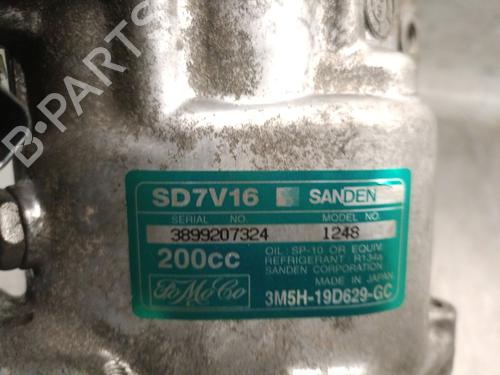 B-PARTS
SD7V16 SANDEN
SERIAL NO. MODEL NO.
3899207324 1248
200cc
OIL: SP-10 OR EQUIV.
REFRIGERANT R134a
SANDEN CORPORATION
MADE IN JAPAN
FoMoCo
3M5H-19D629-GC